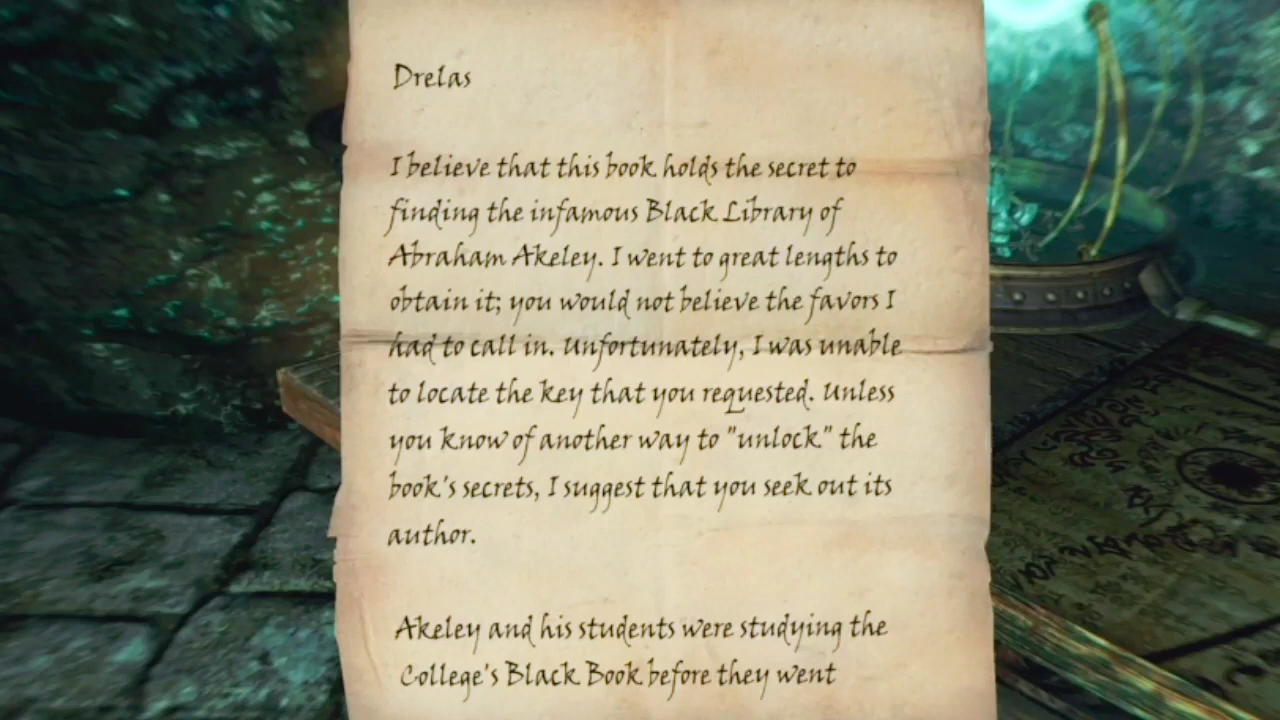 Drelas
I believe that this book holds the secret to
finding the infamous Black Library of
Abraham Akeley. I went to great lengths to
obtain it; you would not believe the favors I
had to call in. Unfortunately, I was unable
to locate the key that you requested. Unless
you know of another way to "unlock" the
book's secrets, I suggest that you seek out its
author.
Akeley and his students were studying the
College's Black Book before they went